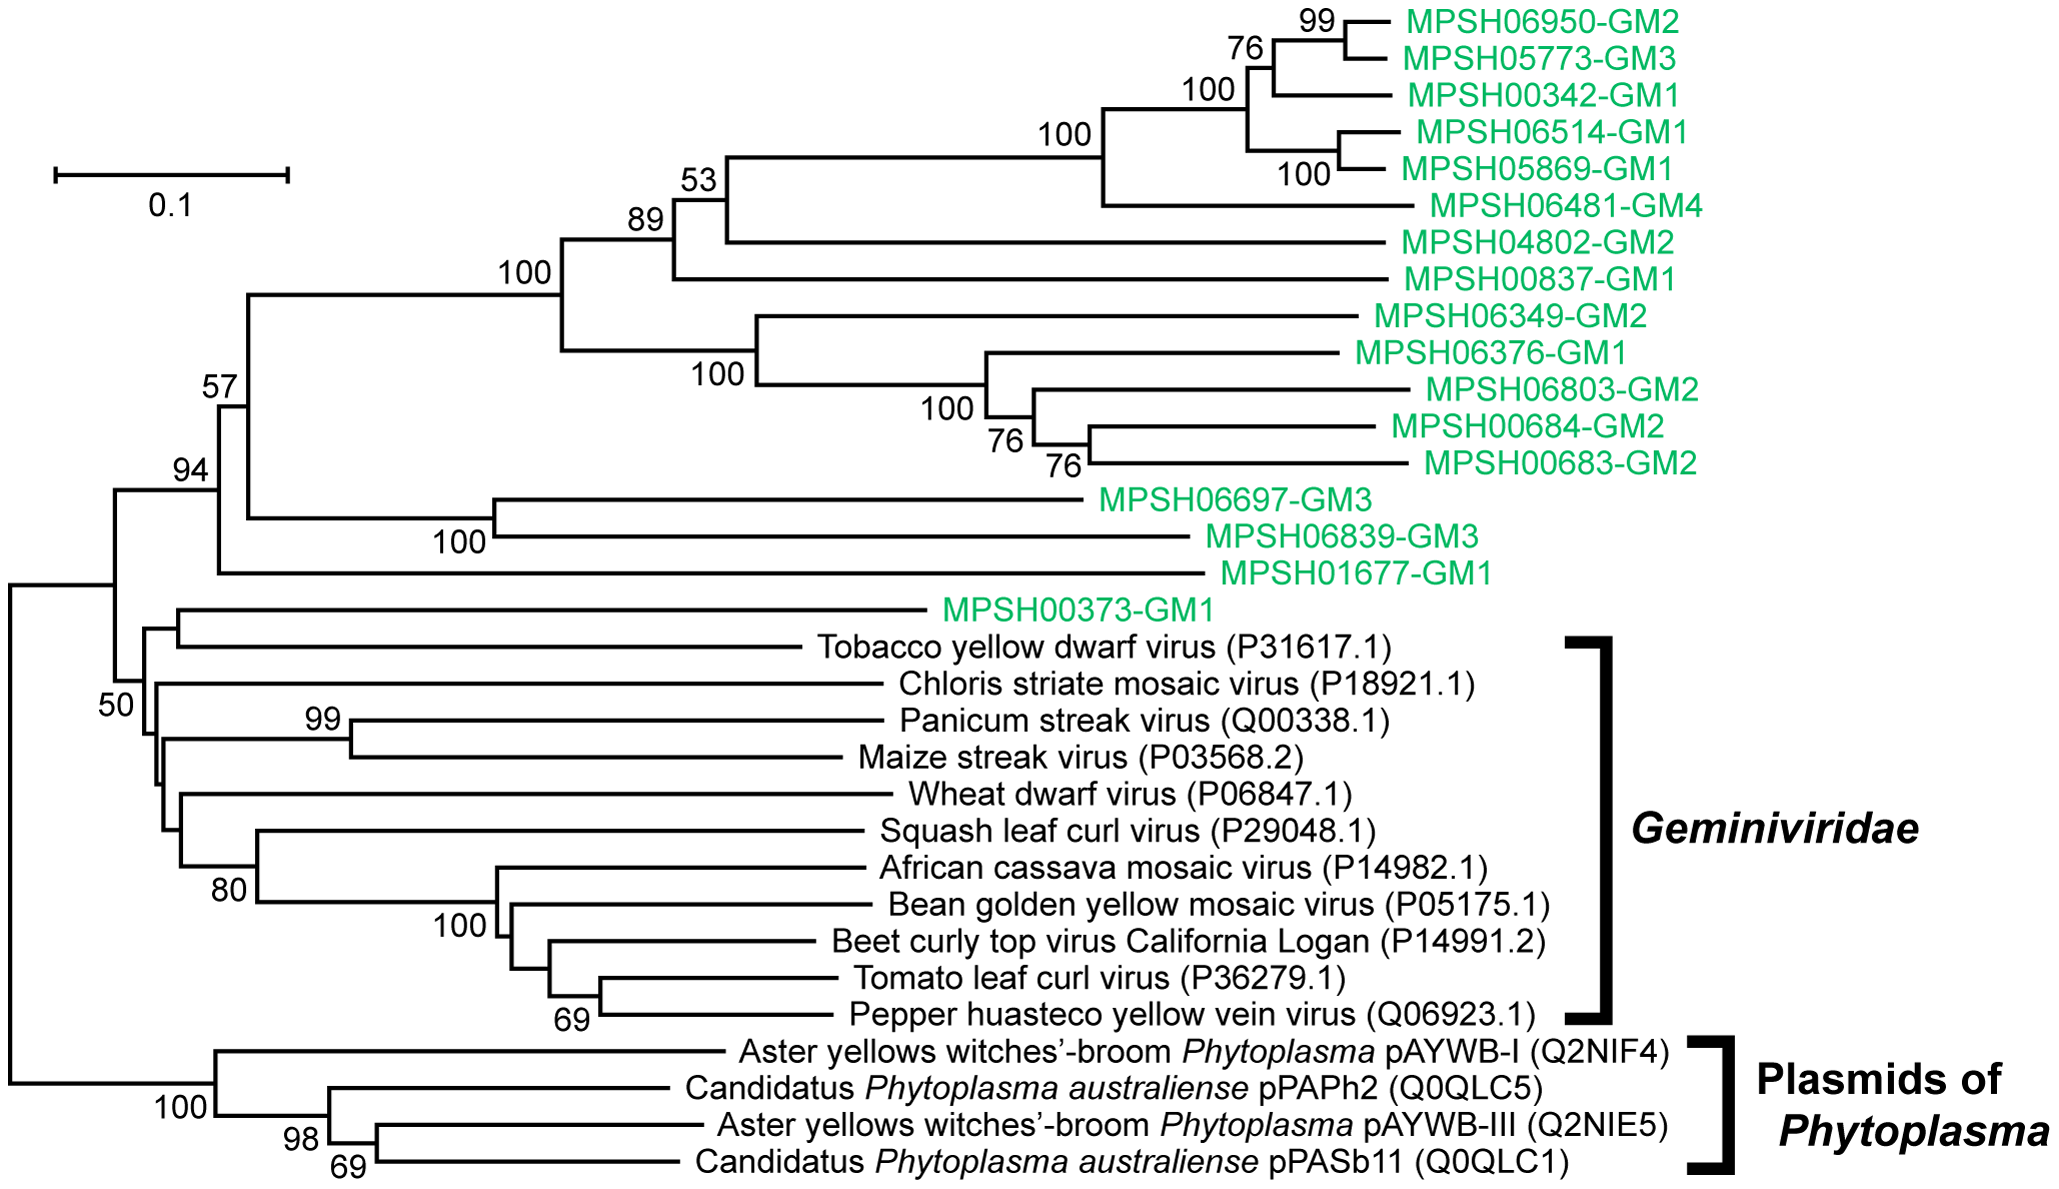 99
MPSH06950-GM2
76
MPSH05773-GM3
100
MPSH00342-GM1
100
MPSH06514-GM1
100
MPSH05869-GM1
0.1
53
MPSH06481-GM4
89
MPSH04802-GM2
100
MPSH00837-GM1
MPSH06349-GM2
100
MPSH06376-GM1
57
MPSH06803-GM2
100
76
MPSH00684-GM2
76
MPSH00683-GM2
94
MPSH06697-GM3
100
MPSH06839-GM3
MPSH01677-GM1
MPSH00373-GM1
Tobacco yellow dwarf virus (P31617.1)
50
Chloris striate mosaic virus (P18921.1)
99
Panicum streak virus (Q00338.1)
Maize streak virus (P03568.2)
Wheat dwarf virus (P06847.1)
Geminiviridae
Squash leaf curl virus (P29048.1)
80
African cassava mosaic virus (P14982.1)
100
Bean golden yellow mosaic virus (P05175.1)
Beet curly top virus California Logan (P14991.2)
Tomato leaf curl virus (P36279.1)
69
Pepper huasteco yellow vein virus (Q06923.1)
Aster yellows witches’-broom Phytoplasma pAYWB-I (Q2NIF4)
100
Candidatus Phytoplasma australiense pPAPh2 (Q0QLC5)
98
Aster yellows witches’-broom Phytoplasma pAYWB-III (Q2NIE5)
69
Candidatus Phytoplasma australiense pPASb11 (Q0QLC1)
Plasmids of
Phytoplasma